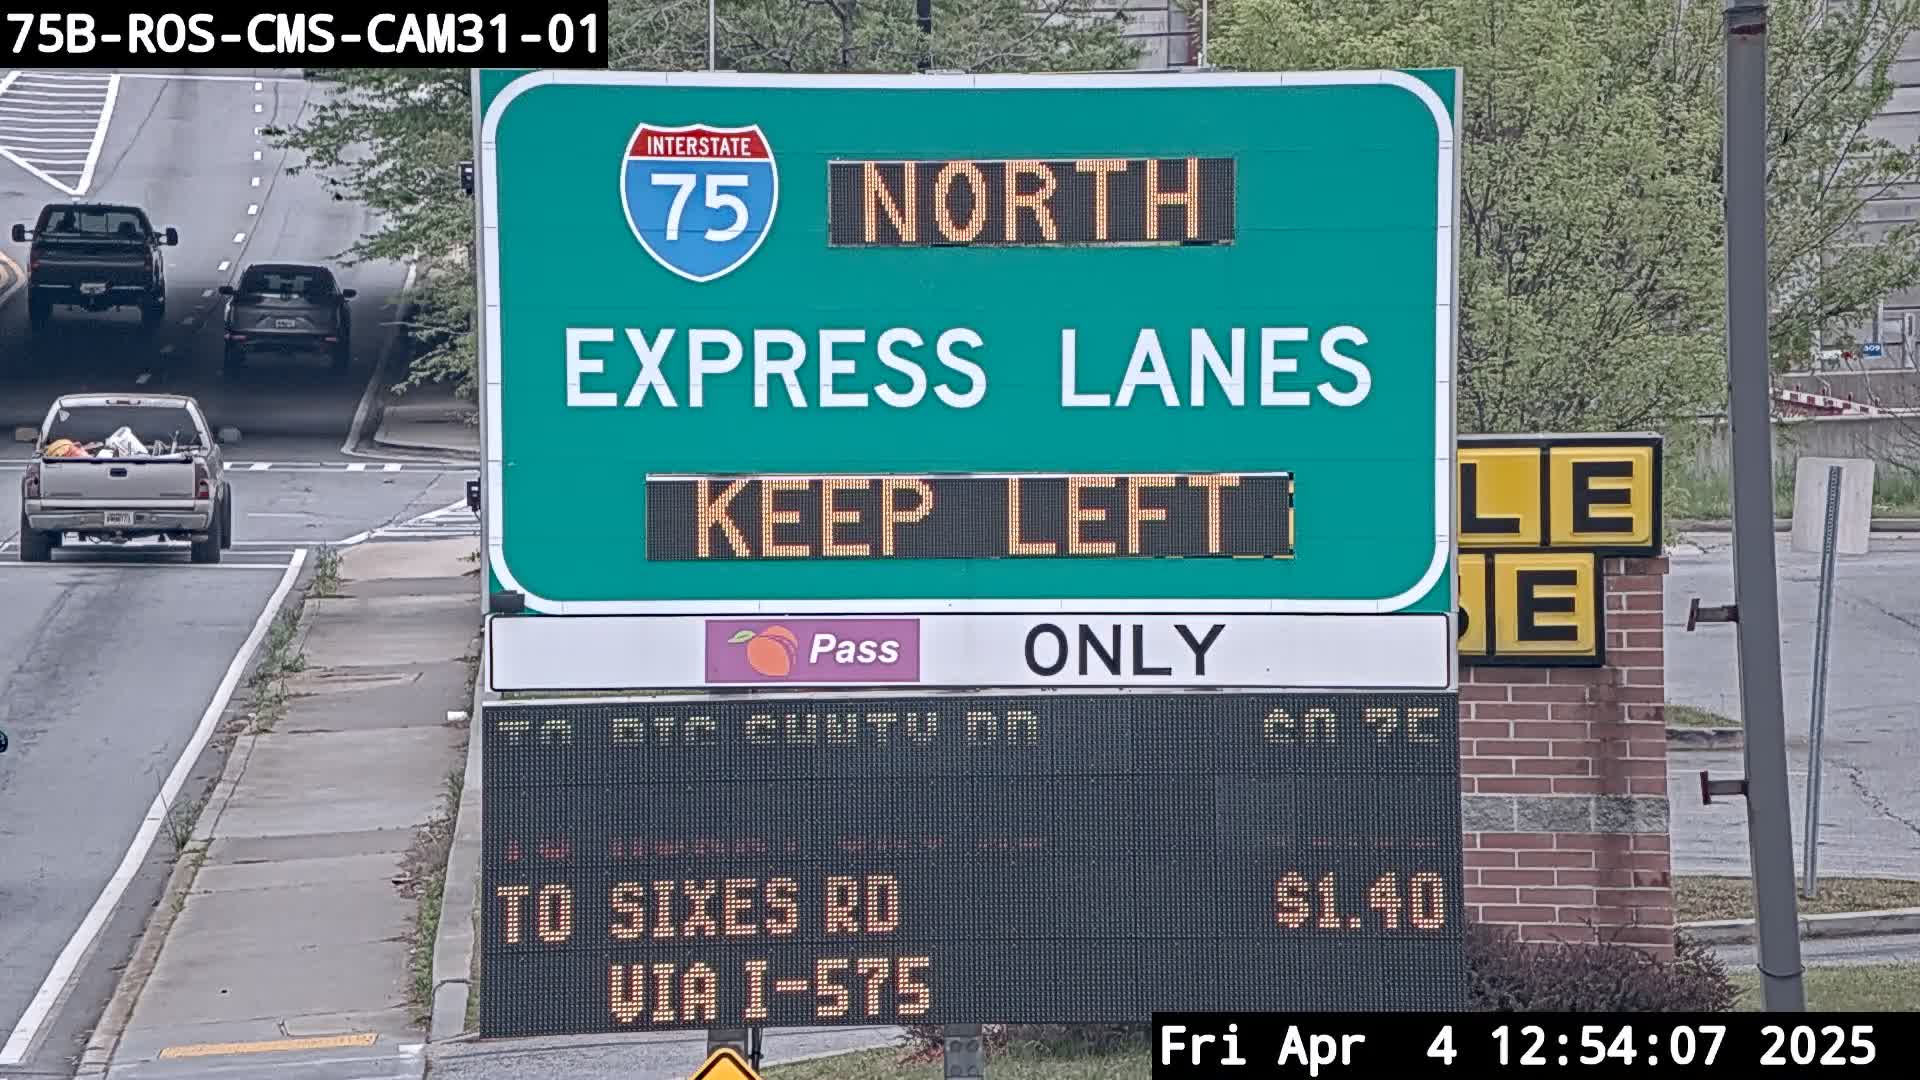 75B-ROS-CMS-CAM31-01
INTERSTATE
75
NORTH
EXPRESS LANES
KEEP LEFT
Pass ONLY
TO SIXES RD $1.40
VIA I-575
LE
E
Fri Apr 4 12:54:07 2025